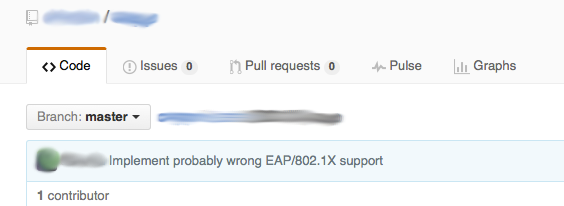 /
Code Issues 0 Pull requests 0 Pulse Graphs
Branch: master
Implement probably wrong EAP/802.1X support
1 contributor